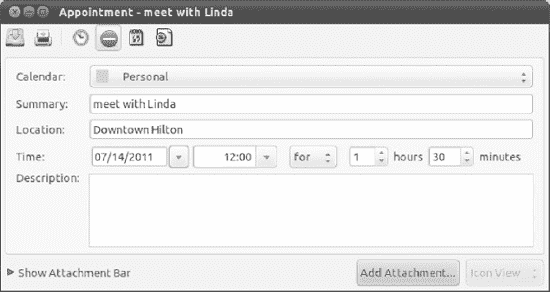 Appointment - meet with Linda
Calendar: Personal
Summary: meet with Linda
Location: Downtown Hilton
Time: 07/14/2011 12:00 for 1 hours 30 minutes
Description:
Show Attachment Bar Add Attachment... Icon View